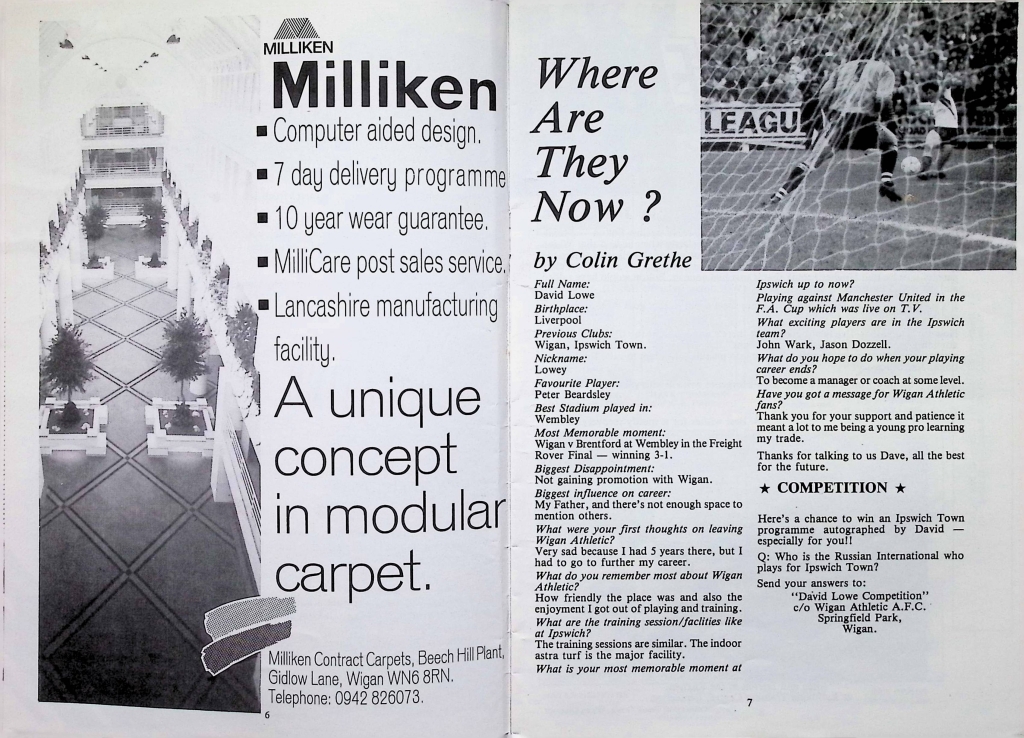 MILLIKEN
Milliken
■ Computer aided design.
■ 7 day delivery programme
■ 10 year wear guarantee.
■ MilliCare post sales service.
■ Lancashire manufacturing
facility.
A unique
concept
in modular
carpet.
Milliken Contract Carpets, Beech Hill Plant,
Gidlow Lane, Wigan WN6 8RN.
Telephone: 0942 826073.
6
Where
Are
They
Now ?
by Colin Grethe
LEAGU
Full Name:
David Lowe
Birthplace:
Liverpool
Previous Clubs:
Wigan, Ipswich Town.
Nickname:
Lowey
Favourite Player:
Peter Beardsley
Best Stadium played in:
Wembley
Most Memorable moment:
Wigan v Brentford at Wembley in the Freight
Rover Final — winning 3-1.
Biggest Disappointment:
Not gaining promotion with Wigan.
Biggest influence on career:
My Father, and there's not enough space to
mention others.
What were your first thoughts on leaving
Wigan Athletic?
Very sad because I had 5 years there, but I
had to go to further my career.
What do you remember most about Wigan
Athletic?
How friendly the place was and also the
enjoyment I got out of playing and training.
What are the training session/faclities like
at Ipswich?
The training sessions are similar. The indoor
astra turf is the major facility.
What is your most memorable moment at
Ipswich up to now?
Playing against Manchester United in the
F.A. Cup which was live on T.V.
What exciting players are in the Ipswich
team?
John Wark, Jason Dozzell.
What do you hope to do when your playing
career ends?
To become a manager or coach at some level.
Have you got a message for Wigan Athletic
fans?
Thank you for your support and patience it
meant a lot to me being a young pro learning
my trade.
Thanks for talking to us Dave, all the best
for the future.
★ COMPETITION ★
Here's a chance to win an Ipswich Town
programme autographed by David —
especially for you!!
Q: Who is the Russian International who
plays for Ipswich Town?
Send your answers to:
"David Lowe Competition"
c/o Wigan Athletic A.F.C.
Springfield Park,
Wigan.
7